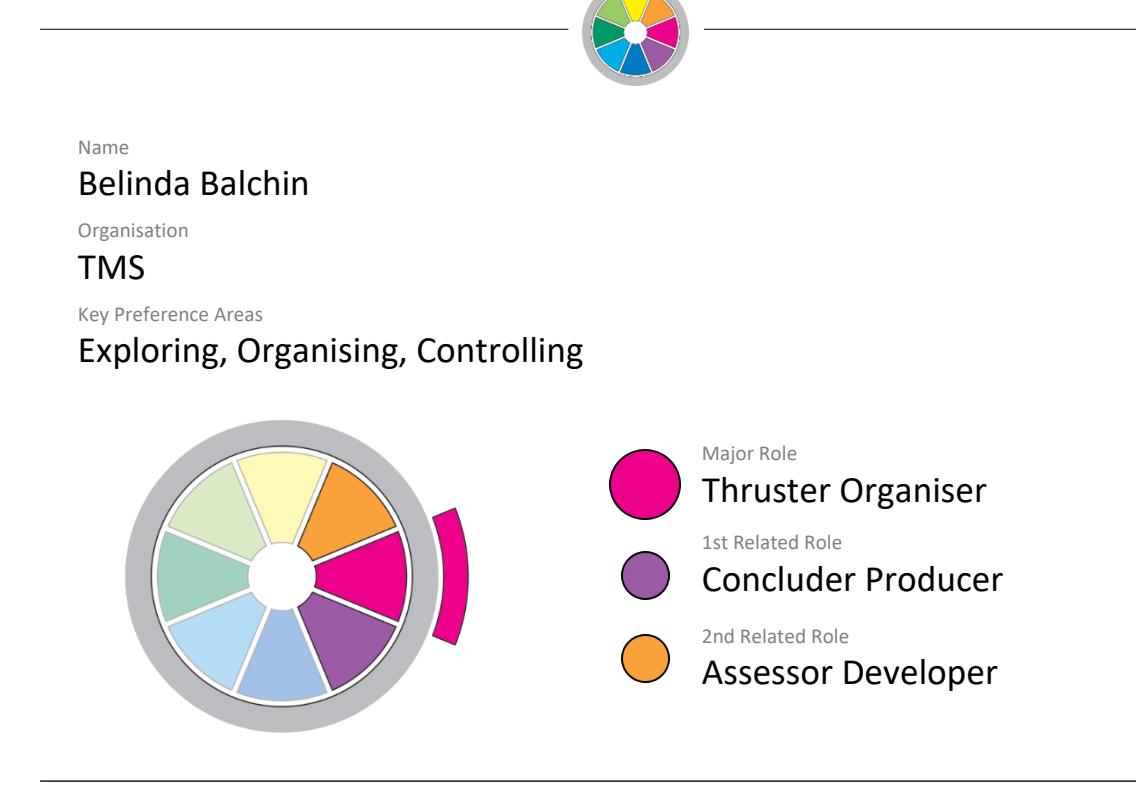 Name
Belinda Balchin
Organisation
TMS
Key Preference Areas
Exploring, Organising, Controlling
Major Role
Thruster Organiser
1st Related Role
Concluder Producer
2nd Related Role
Assessor Developer